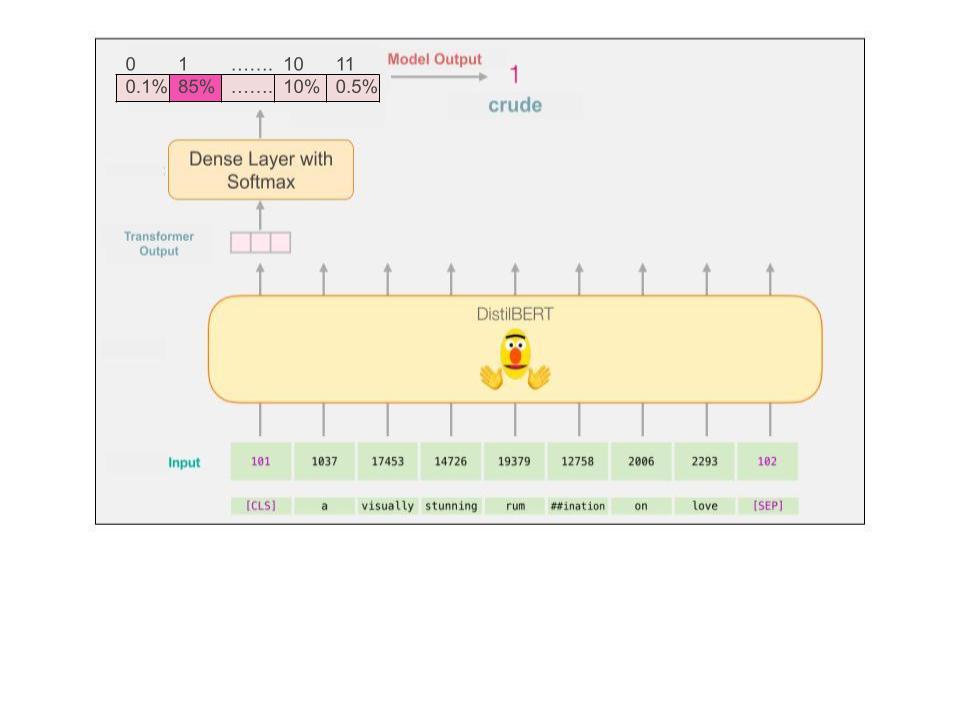 0 1 ……. 10 11
0.1% 85% ……. 10% 0.5%
Model Output
1
crude
Dense Layer with
Softmax
Transformer
Output
DistilBERT
Input
101 1037 17453 14726 19379 12758 2006 2293 102
[CLS] a visually stunning rum ##ination on love [SEP]